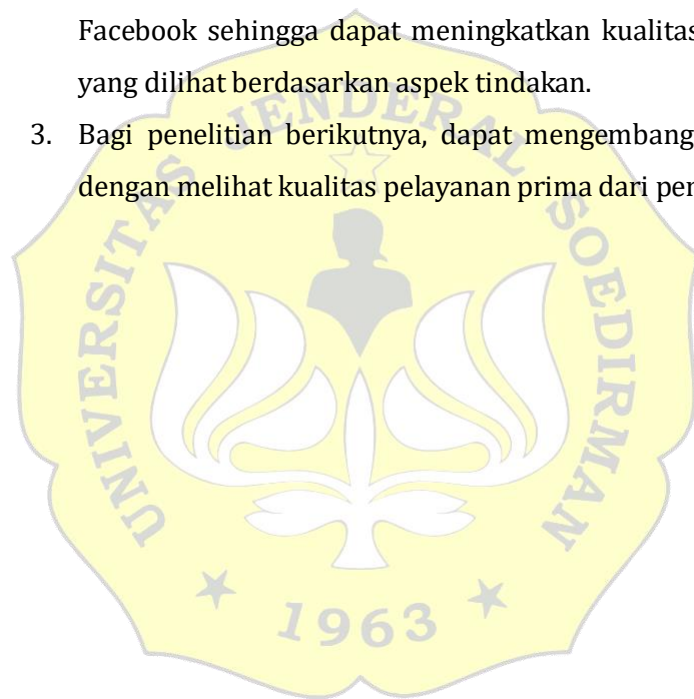 Facebook sehingga dapat meningkatkan kualitas
yang dilihat berdasarkan aspek tindakan.
3. Bagi penelitian berikutnya, dapat mengembang
dengan melihat kualitas pelayanan prima dari per
UNIVERSITAS JENDERAL SOEDIRMAN
1963